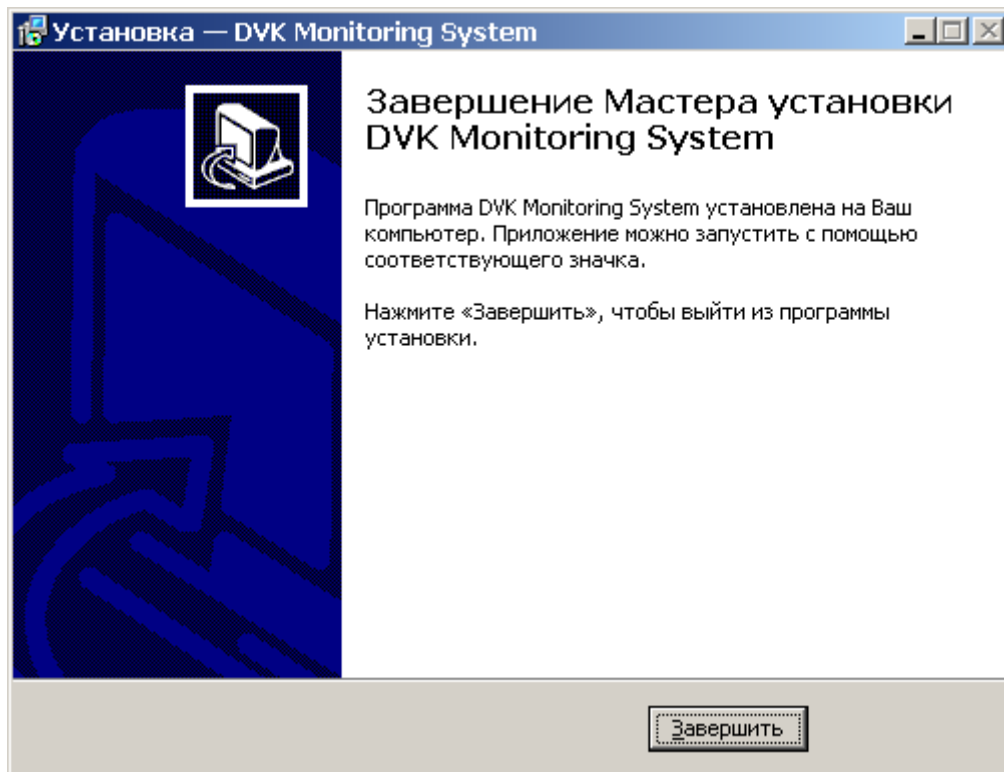 Установка — DVK Monitoring System
Завершение Мастера установки
DVK Monitoring System
Программа DVK Monitoring System установлена на Ваш
компьютер. Приложение можно запустить с помощью
соответствующего значка.
Нажмите «Завершить», чтобы выйти из программы
установки.
Завершить